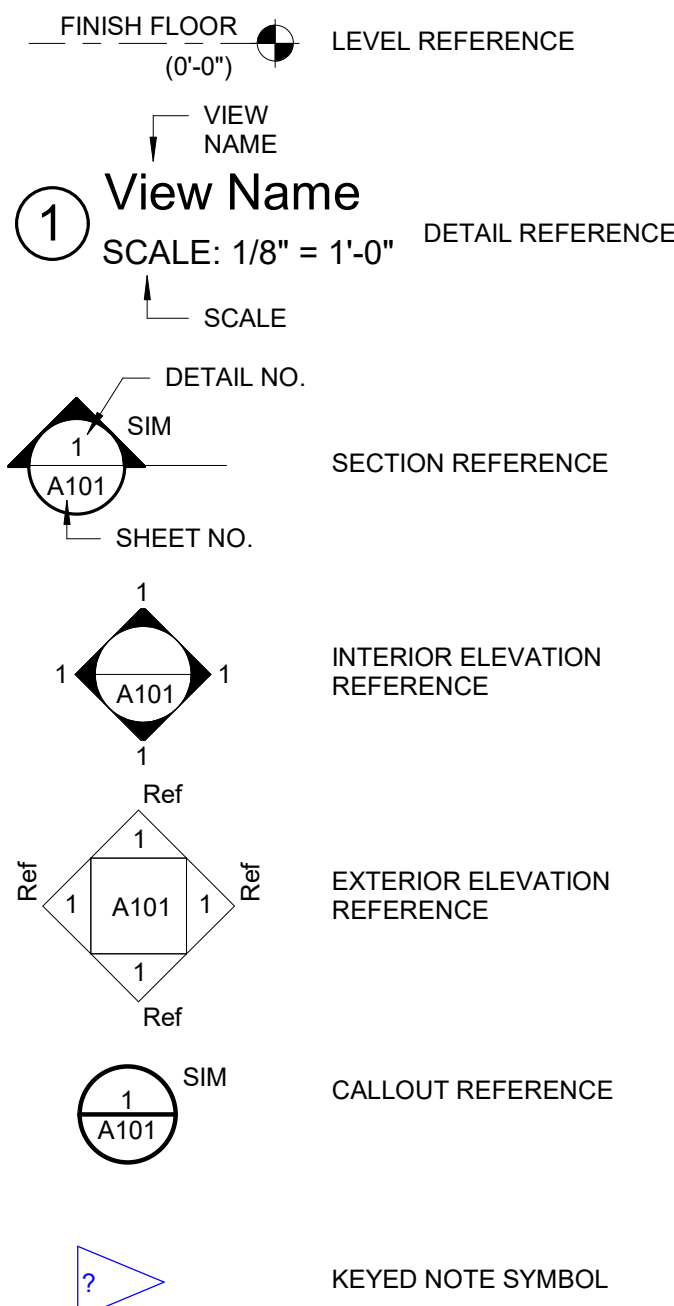 FINISH FLOOR
(0'-0")
LEVEL REFERENCE
VIEW
NAME
1
View Name
SCALE: 1/8" = 1'-0"
DETAIL REFERENCE
SCALE
DETAIL NO.
SIM
1
A101
SECTION REFERENCE
SHEET NO.
1
1
A101
1
1
INTERIOR ELEVATION
REFERENCE
Ref
1
Ref
1
A101
1
Ref
1
Ref
EXTERIOR ELEVATION
REFERENCE
SIM
1
A101
CALLOUT REFERENCE
?
KEYED NOTE SYMBOL